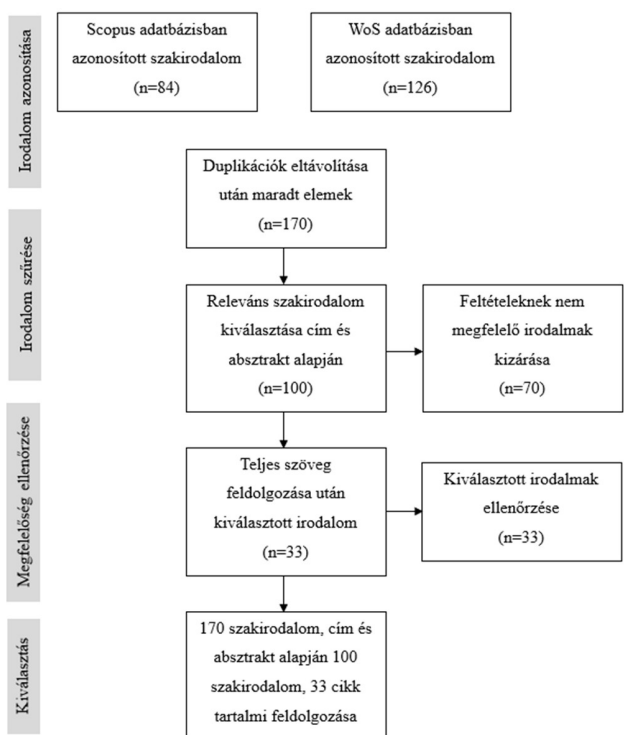 Irodalom azonosítása
Scopus adatbázisban
azonosított szakirodalom
(n=84)
WoS adatbázisban
azonosított szakirodalom
(n=126)
Duplikációk eltávolítása
után maradt elemek
(n=170)
Irodalom szűrése
Releváns szakirodalom
kiválasztása cím és
absztrakt alapján
(n=100)
Feltételeknek nem
megfelelő irodalmak
kizárása
(n=70)
Megfelelőség ellenőrzése
Teljes szöveg
feldolgozása után
kiválasztott irodalom
(n=33)
Kiválasztott irodalmak
ellenőrzése
(n=33)
Kiválasztás
170 szakirodalom, cím és
absztrakt alapján 100
szakirodalom, 33 cikk
tartalmi feldolgozása